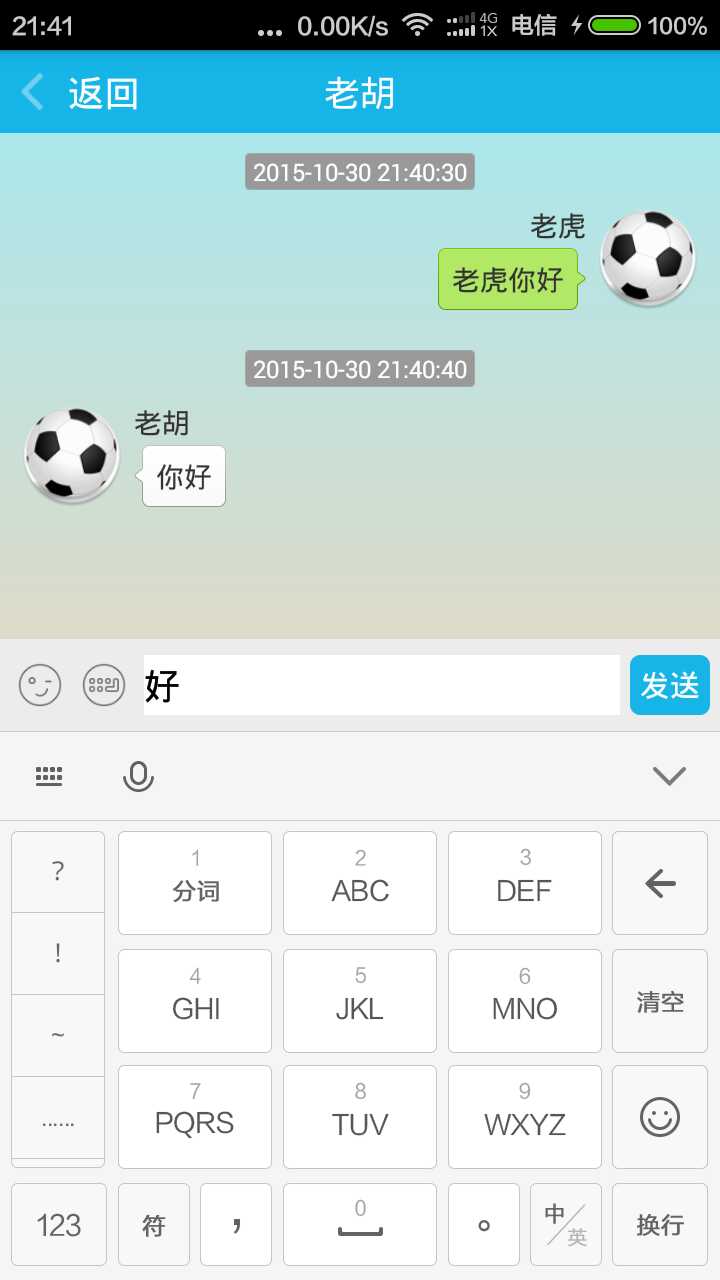 21:41 ... 0.00K/s 4G 1X 电信 100%
返回 老胡
2015-10-30 21:40:30
老虎
老虎你好
2015-10-30 21:40:40
老胡
你好
好 发送
? 1 分词 2 ABC 3 DEF
! 4 GHI 5 JKL 6 MNO 清空
~ 7 PQRS 8 TUV 9 WXYZ
......
123 符 , 0 。 中/英 换行